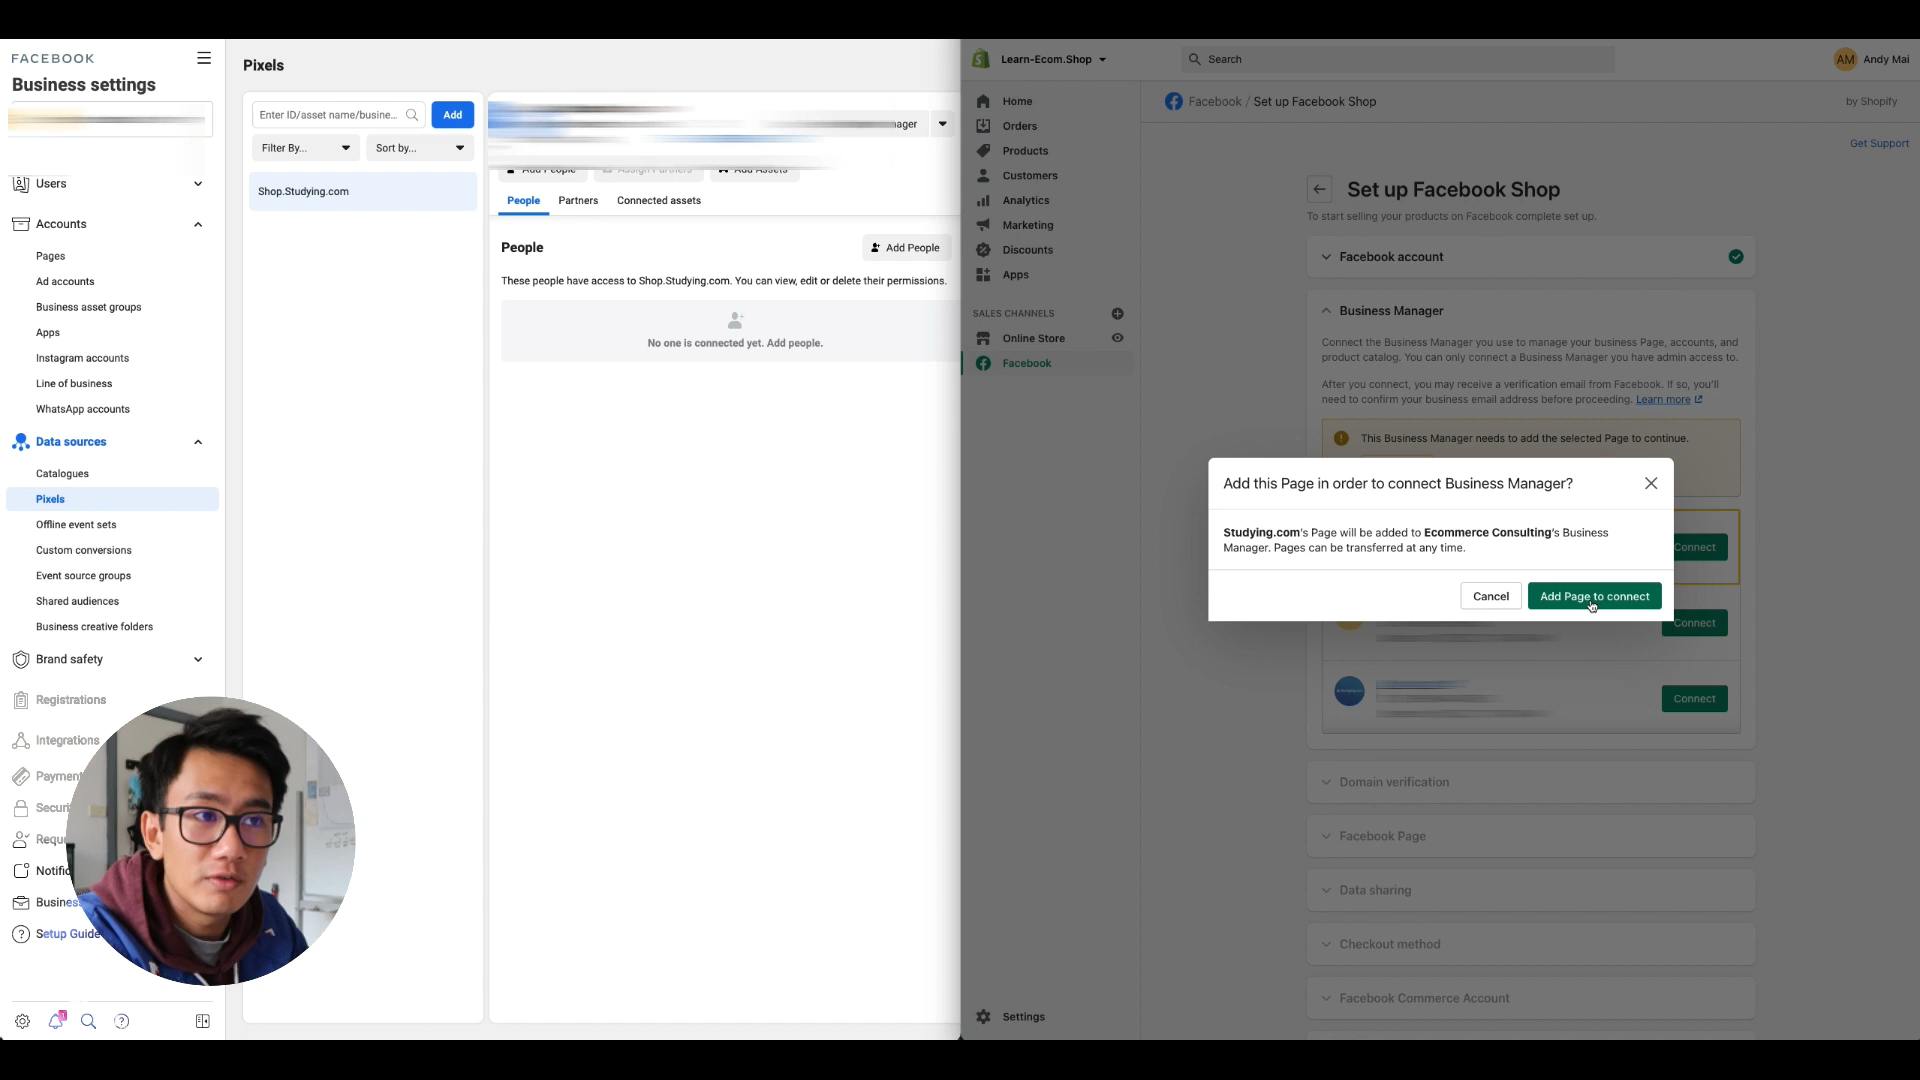 FACEBOOK
Business settings
Users
Accounts
Pages
Ad accounts
Business asset groups
Apps
Instagram accounts
Line of business
WhatsApp accounts
Data sources
Catalogues
Pixels
Offline event sets
Custom conversions
Event source groups
Shared audiences
Business creative folders
Brand safety
Registrations
Integrations
Setup Guide
Pixels
Enter ID/asset name/busine...
Add
Filter By...
Sort by...
Shop.Studying.com
Add People
Assign Partners
Add Assets
People
Partners
Connected assets
People
Add People
These people have access to Shop.Studying.com. You can view, edit or delete their permissions.
No one is connected yet. Add people.
Learn-Ecom.Shop
Search
AM
Andy Mai
Home
Orders
Products
Customers
Analytics
Marketing
Discounts
Apps
SALES CHANNELS
Online Store
Facebook
Settings
Facebook / Set up Facebook Shop
by Shopify
Get Support
Set up Facebook Shop
To start selling your products on Facebook complete set up.
Facebook account
Business Manager
Connect the Business Manager you use to manage your business Page, accounts, and
product catalog. You can only connect a Business Manager you have admin access to.
After you connect, you may receive a verification email from Facebook. If so, you'll
need to confirm your business email address before proceeding. Learn more
This Business Manager needs to add the selected Page to continue.
Add this Page in order to connect Business Manager?
Studying.com's Page will be added to Ecommerce Consulting's Business
Manager. Pages can be transferred at any time.
Cancel
Add Page to connect
Connect
Connect
Connect
Domain verification
Facebook Page
Data sharing
Checkout method
Facebook Commerce Account